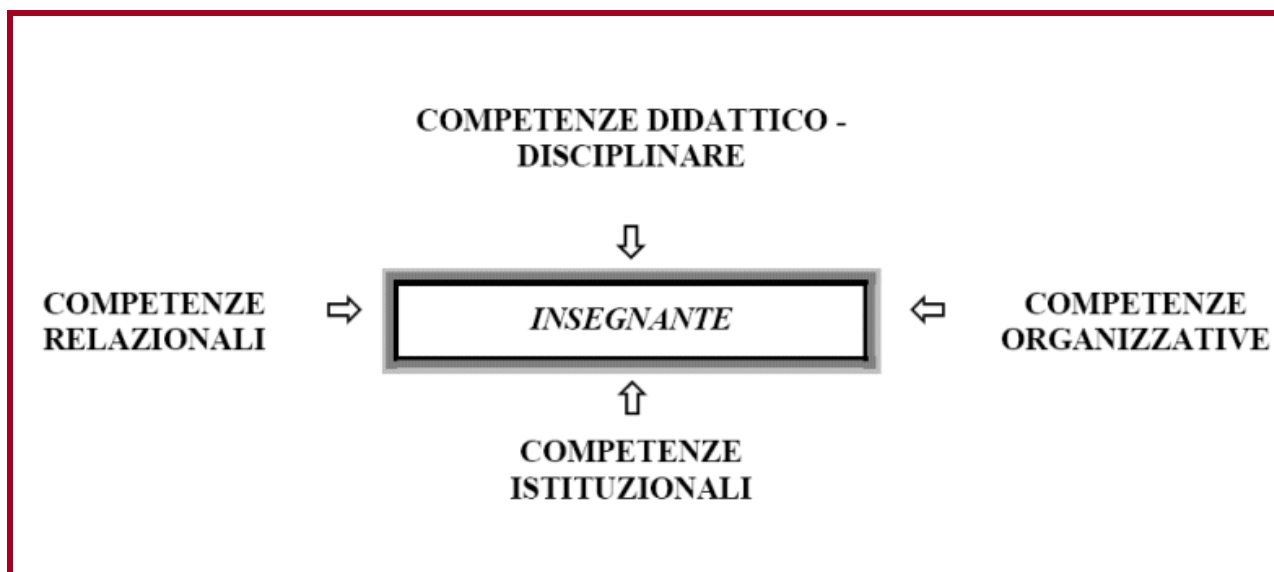 COMPETENZE DIDATTICO -
DISCIPLINARE
COMPETENZE
RELAZIONALI
INSEGNANTE
COMPETENZE
ORGANIZZATIVE
COMPETENZE
ISTITUZIONALI